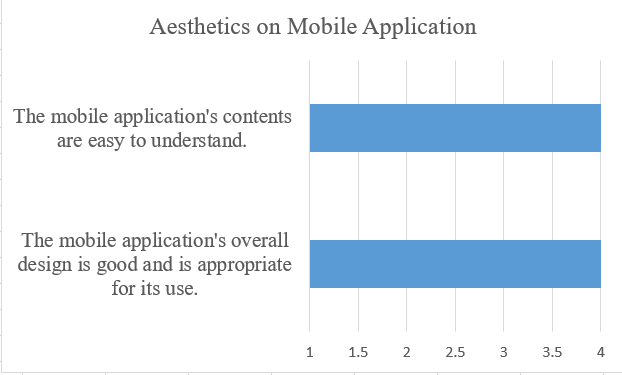 Aesthetics on Mobile Application
The mobile application's contents
are easy to understand.
The mobile application's overall
design is good and is appropriate
for its use.
1 1.5 2 2.5 3 3.5 4